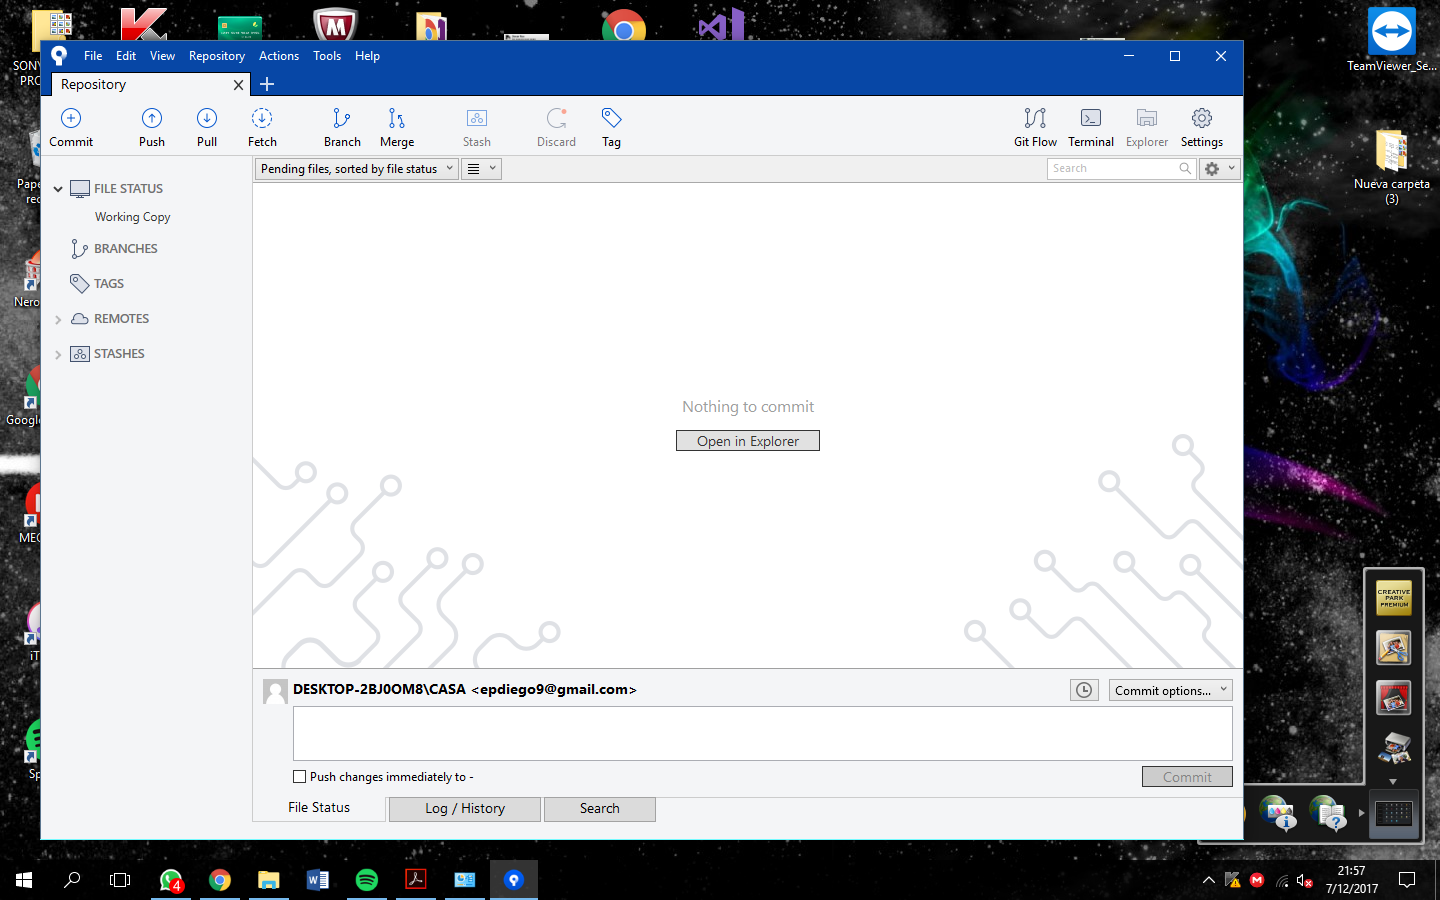 File Edit View Repository Actions Tools Help
Repository
Commit Push Pull Fetch Branch Merge Stash Discard Tag Git Flow Terminal Explorer Settings
Pending files, sorted by file status
Search
FILE STATUS
Working Copy
BRANCHES
TAGS
REMOTES
STASHES
Nothing to commit
Open in Explorer
DESKTOP-2BJ0OM8\CASA <epdiego9@gmail.com>
Commit options...
Push changes immediately to -
Commit
File Status Log / History Search
SONY
PRO
Pape
rec
Nero
Google
MEG
iT
Sp
TeamViewer_Se...
Nueva carpeta
(3)
CREATIVE
PARK
PREMIUM
4
21:57
7/12/2017